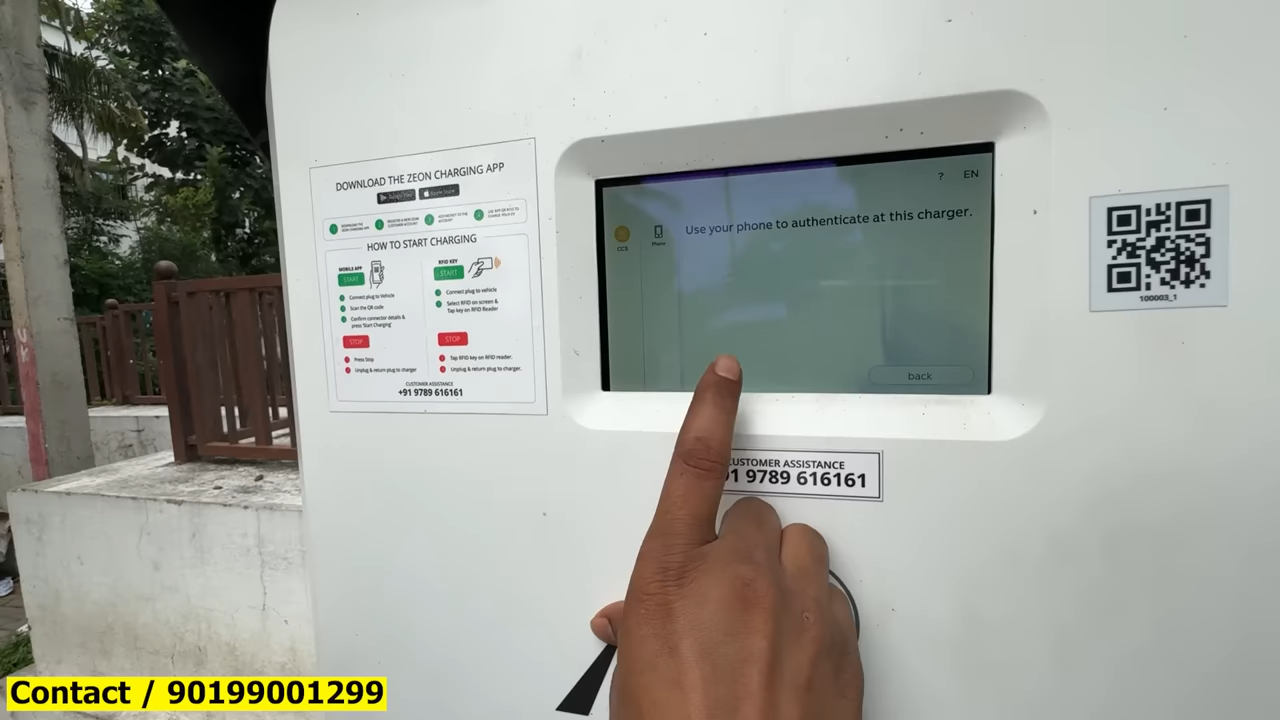 DOWNLOAD THE ZEON CHARGING APP
HOW TO START CHARGING
MOBILE APP
START
Connect plug to Vehicle
Scan the QR code
Confirm connector details &
press 'Start Charging'
STOP
Press Stop
Unplug & return plug to charger
RFID KEY
START
Connect plug to vehicle
Select RFID on screen &
Tap key on RFID Reader
STOP
Tap RFID key on RFID reader.
Unplug & return plug to charger.
CUSTOMER ASSISTANCE
+91 9789 616161
? EN
CCS
Phone
Use your phone to authenticate at this charger.
back
CUSTOMER ASSISTANCE
91 9789 616161
100003_1
Contact / 90199001299